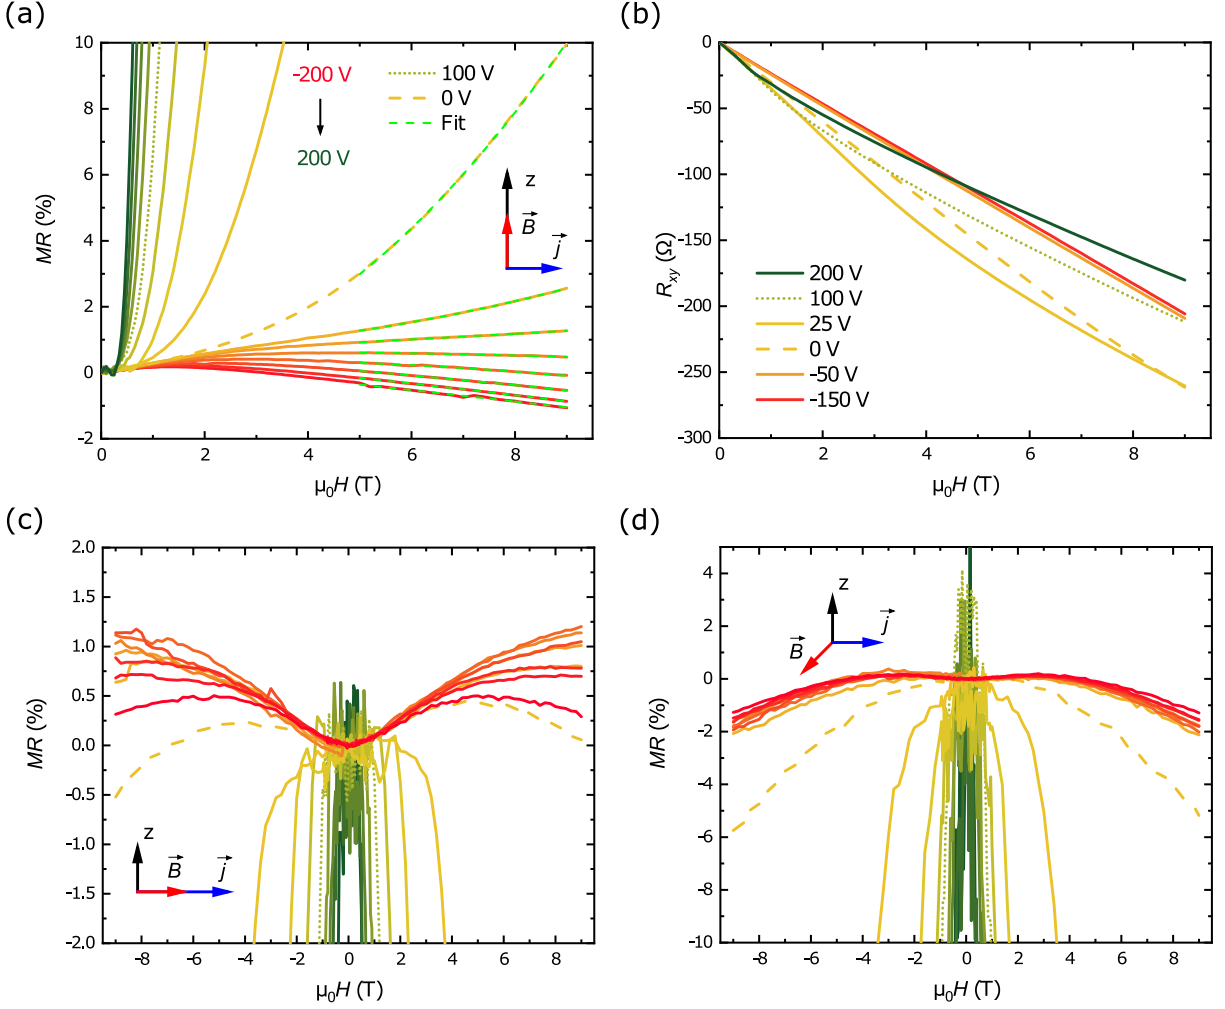 (a)
10
8
6
4
2
0
-2
MR (%)
0
2
4
6
8
μ₀H (T)
-200 V
200 V
100 V
0 V
Fit
z
B
j
(b)
0
-50
-100
-150
-200
-250
-300
Rxy (Ω)
0
2
4
6
8
μ₀H (T)
200 V
100 V
25 V
0 V
-50 V
-150 V
(c)
2.0
1.5
1.0
0.5
0.0
-0.5
-1.0
-1.5
-2.0
MR (%)
-8
-6
-4
-2
0
2
4
6
8
μ₀H (T)
z
B
j
(d)
4
2
0
-2
-4
-6
-8
-10
MR (%)
-8
-6
-4
-2
0
2
4
6
8
μ₀H (T)
z
j
B